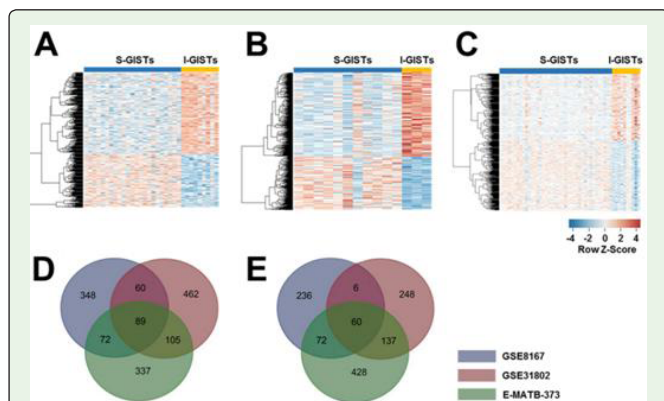 A
B
C
S-GISTs I-GISTs
S-GISTs I-GISTs
S-GISTs I-GISTs
-4 -2 0 2 4
Row Z-Score
D
E
348 60 462
89
72 105
337
236 6 248
60
72 137
428
GSE8167
GSE31802
E-MATB-373